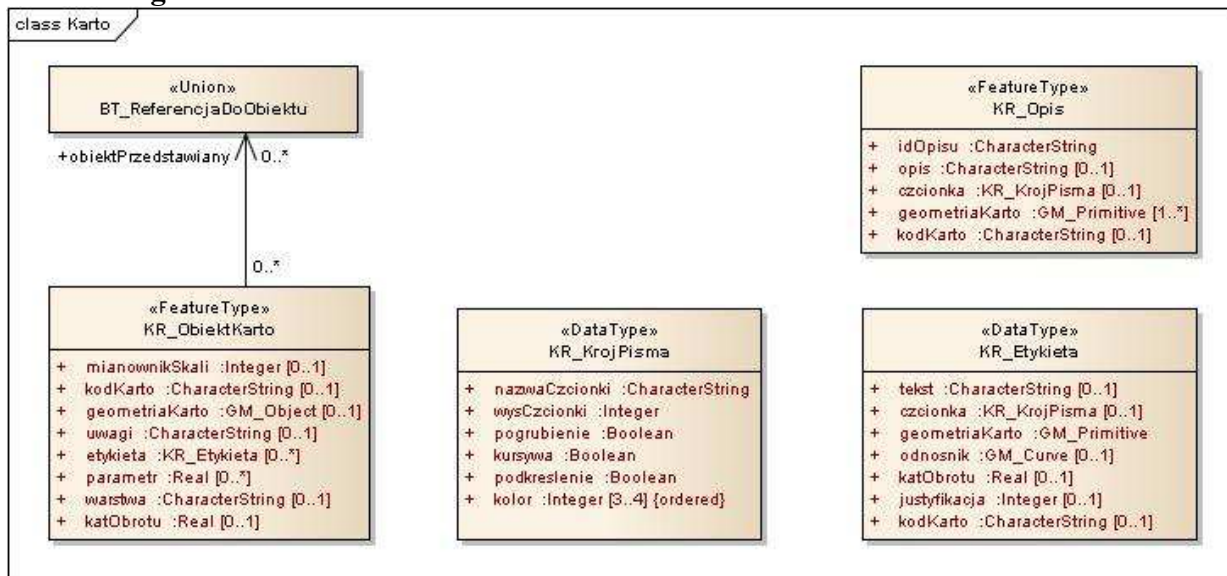 class Karto
«Union»
BT_ReferencjaDoObiektu
+obiektPrzedstawiany
0..*
0..*
«FeatureType»
KR_ObiektKarto
+ mianownikSkali :Integer [0..1]
+ kodKarto :CharacterString [0..1]
+ geometriaKarto :GM_Object [0..1]
+ uwagi :CharacterString [0..1]
+ etykieta :KR_Etykieta [0..*]
+ parametr :Real [0..*]
+ warstwa :CharacterString [0..1]
+ katObrotu :Real [0..1]
«DataType»
KR_KrojPisma
+ nazwaCzcionki :CharacterString
+ wysCzcionki :Integer
+ pogrubienie :Boolean
+ kursywa :Boolean
+ podkreslenie :Boolean
+ kolor :Integer [3..4] {ordered}
«FeatureType»
KR_Opis
+ idOpisu :CharacterString
+ opis :CharacterString [0..1]
+ czcionka :KR_KrojPisma [0..1]
+ geometriaKarto :GM_Primitive [1..*]
+ kodKarto :CharacterString [0..1]
«DataType»
KR_Etykieta
+ tekst :CharacterString [0..1]
+ czcionka :KR_KrojPisma [0..1]
+ geometriaKarto :GM_Primitive
+ odnosnik :GM_Curve [0..1]
+ katObrotu :Real [0..1]
+ justyfikacja :Integer [0..1]
+ kodKarto :CharacterString [0..1]